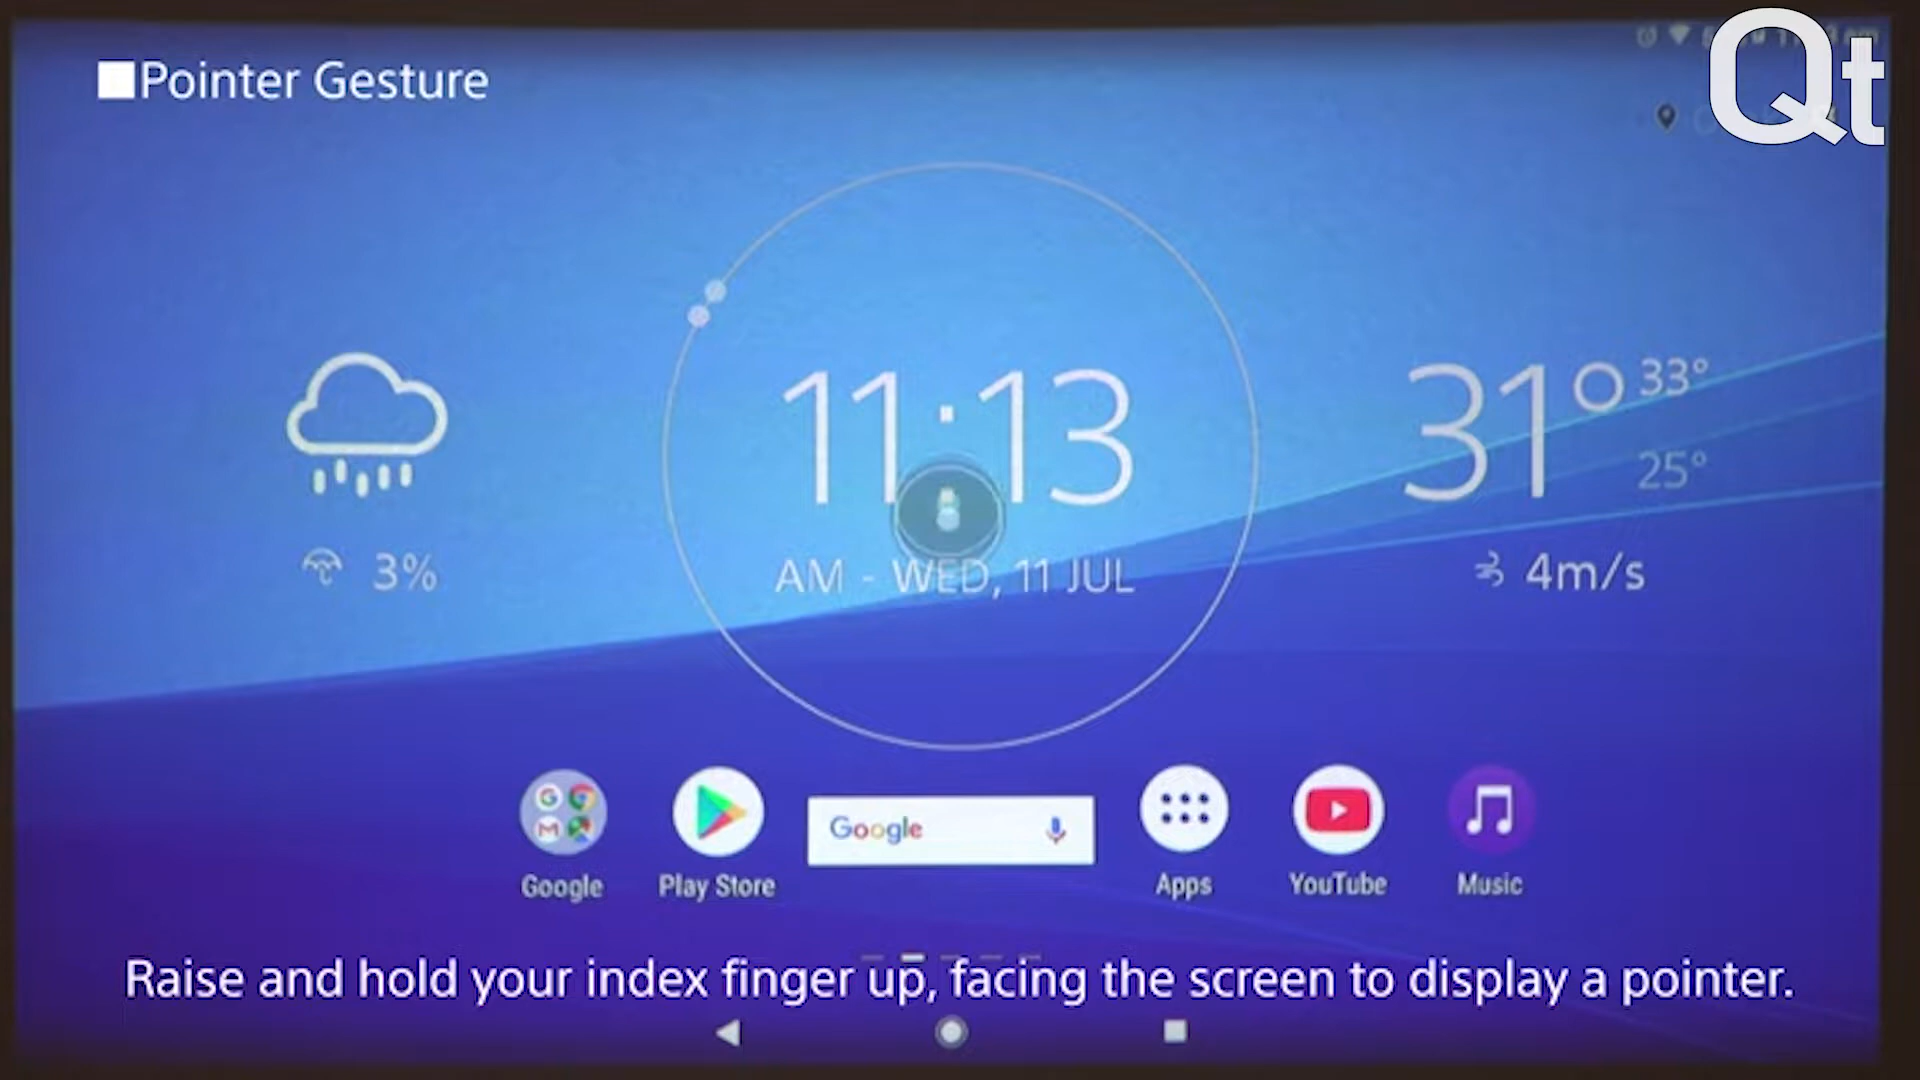 Pointer Gesture
Qt
11:13
AM - WED, 11 JUL
3%
31°
33°
25°
4m/s
Google
Google
Play Store
Apps
YouTube
Music
Raise and hold your index finger up, facing the screen to display a pointer.